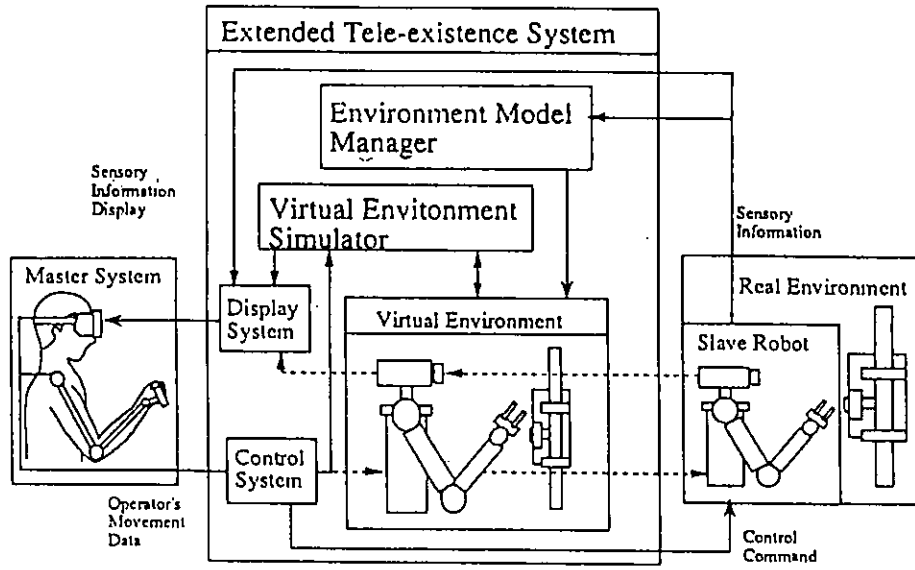 Extended Tele-existence System
Environment Model
Manager
Sensory
Information
Display
Virtual Envitonment
Simulator
Sensory
Information
Master System
Real Environment
Display
System
Virtual Environment
Slave Robot
Control
System
Operator's
Movement
Data
Control
Command